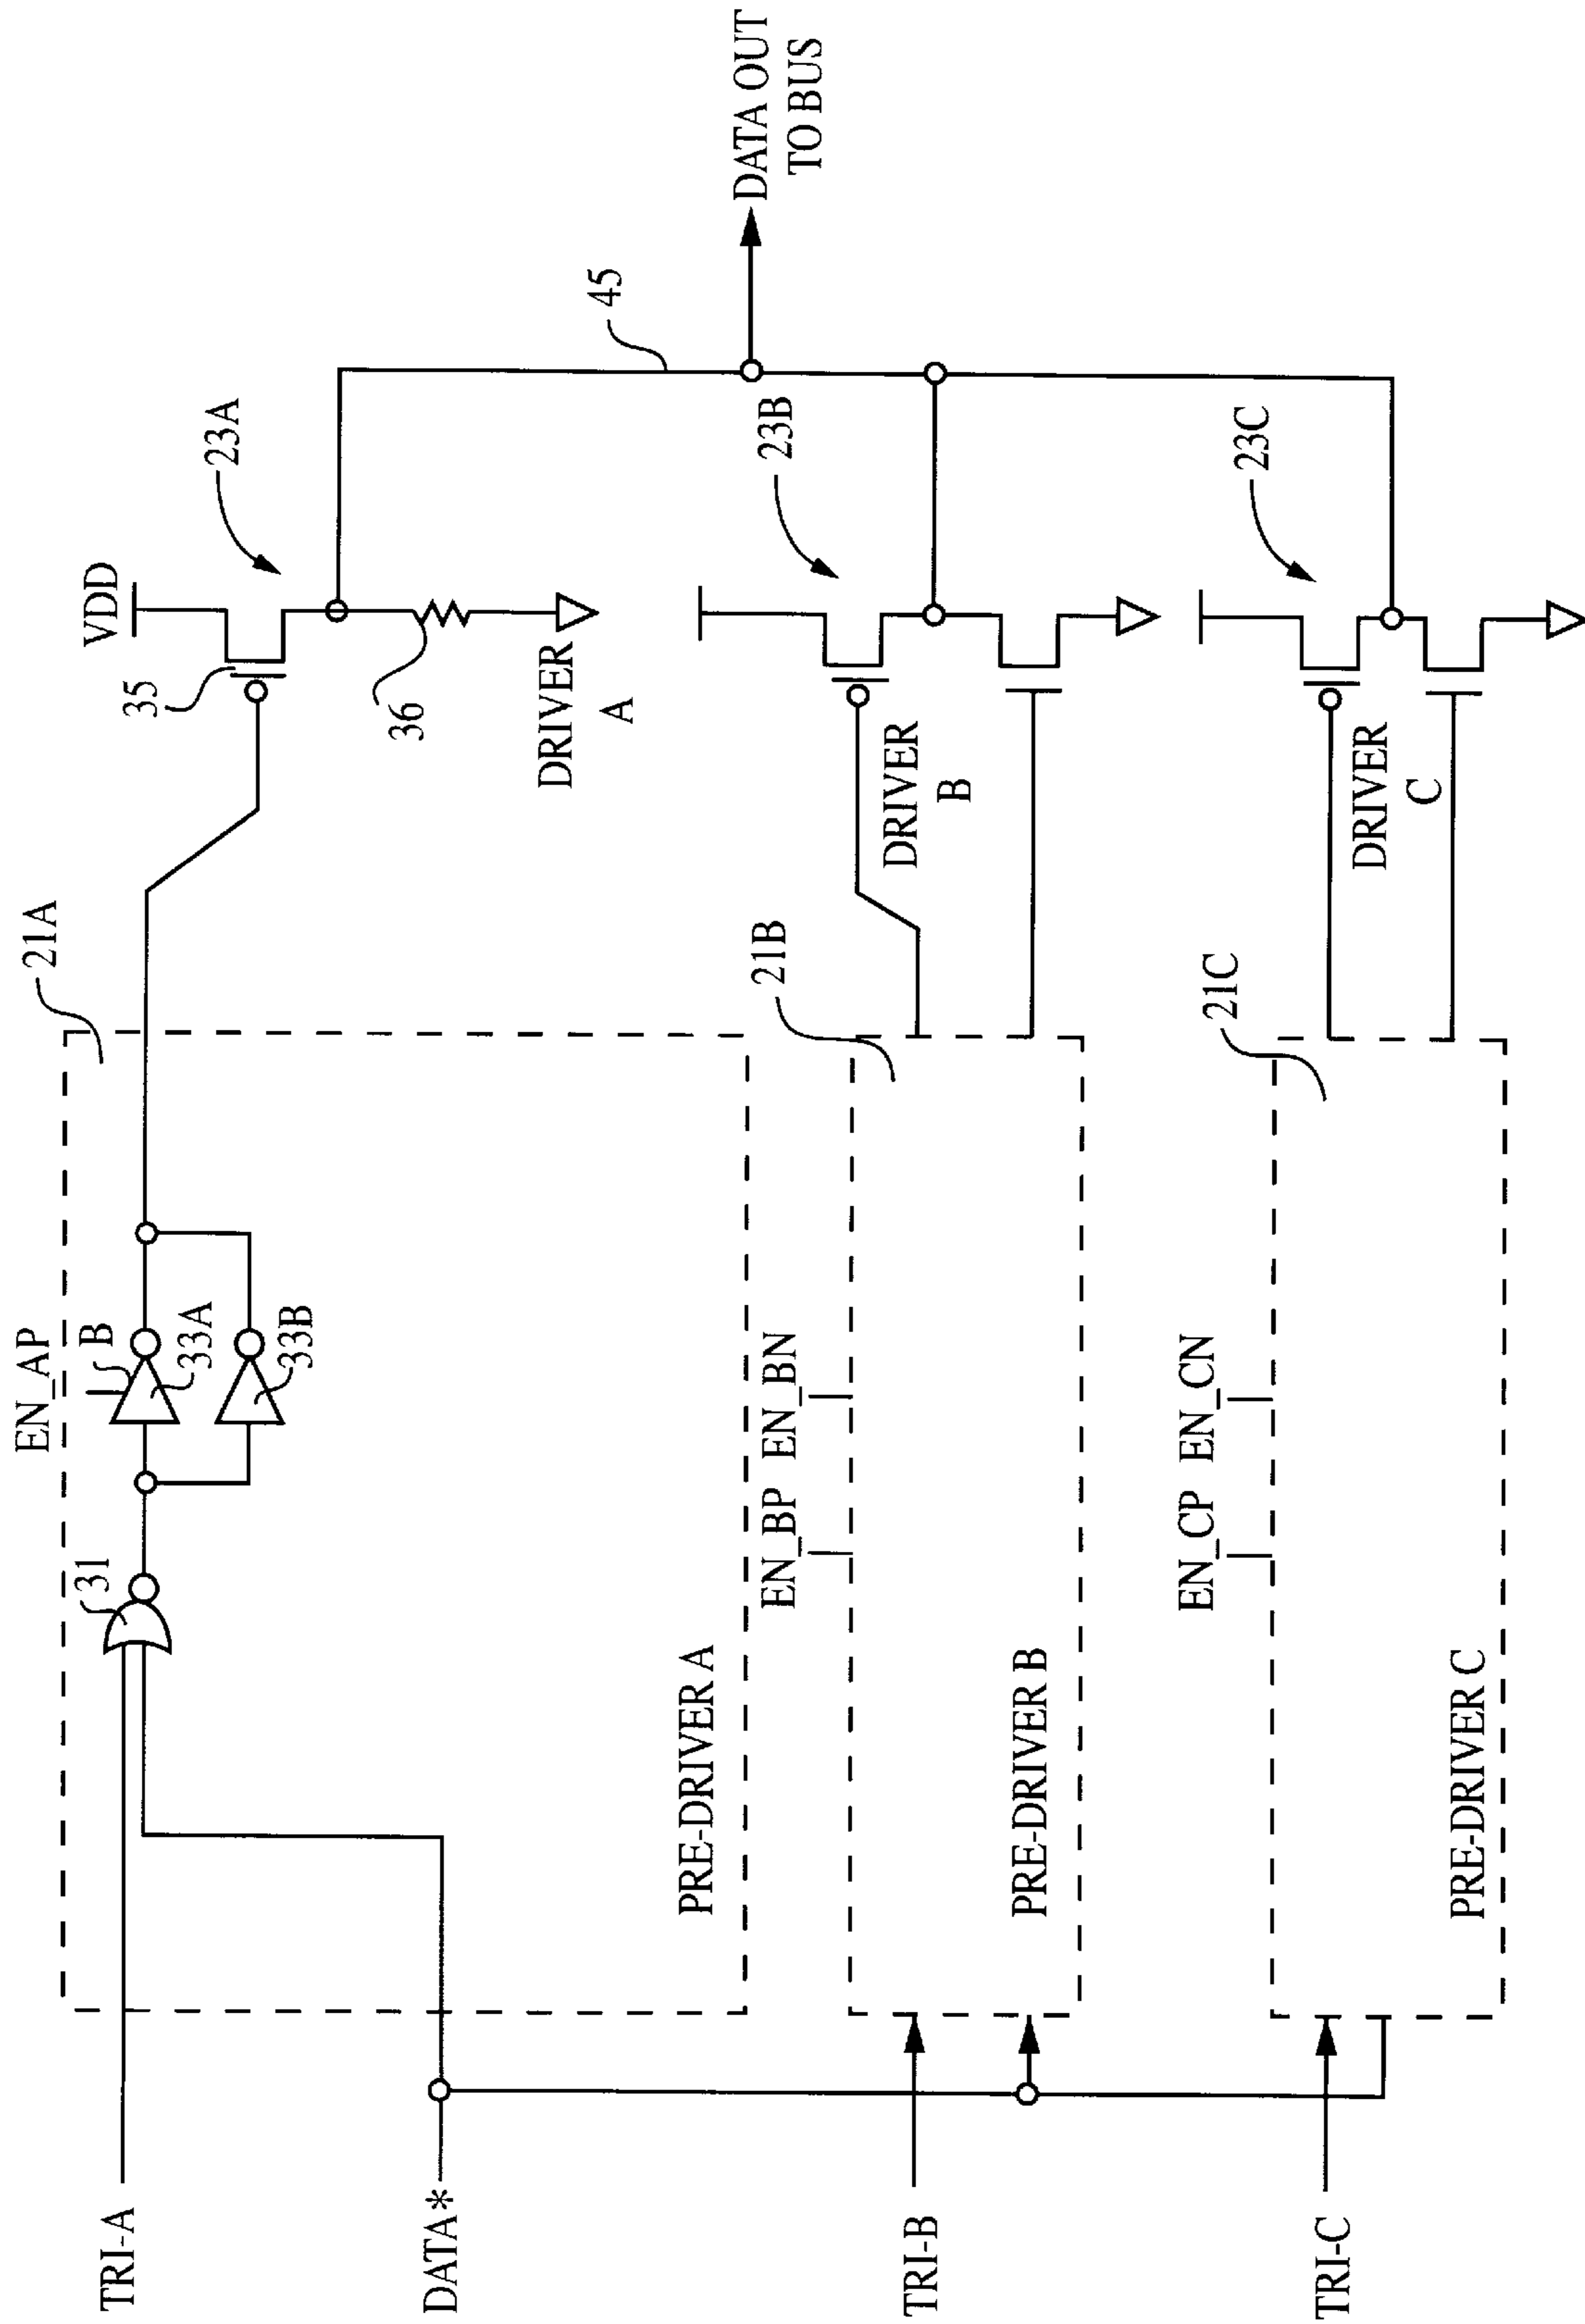 EN_AP
B
21A
VDD
31
33A
33B
35
23A
TRI-A
36
45
DATA OUT
TO BUS
DRIVER
A
DATA*
PRE-DRIVER A
EN_BP
EN_BN
21B
23B
TRI-B
DRIVER
B
PRE-DRIVER B
EN_CP
EN_CN
21C
23C
TRI-C
DRIVER
C
PRE-DRIVER C